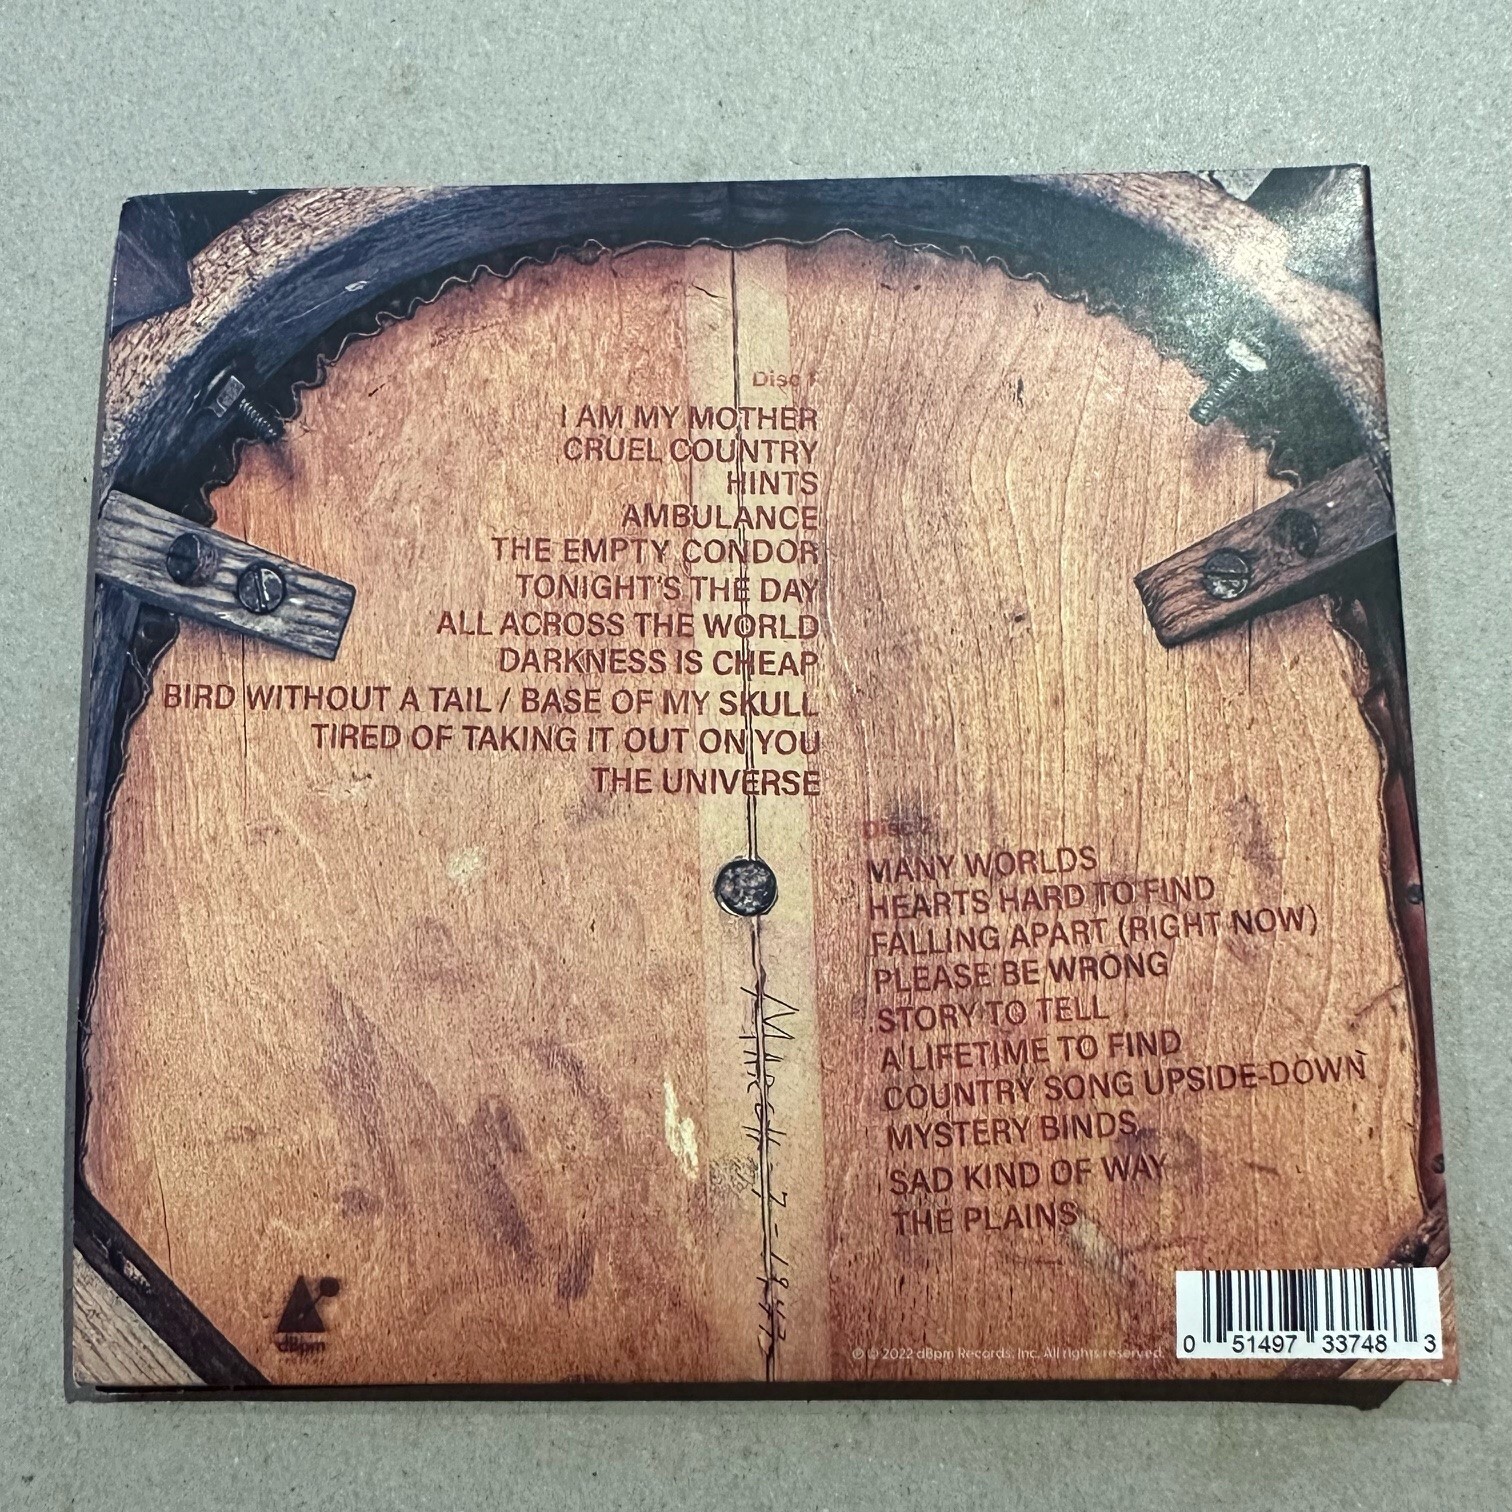 Disc 1
I AM MY MOTHER
CRUEL COUNTRY
HINTS
AMBULANCE
THE EMPTY CONDOR
TONIGHT'S THE DAY
ALL ACROSS THE WORLD
DARKNESS IS CHEAP
BIRD WITHOUT A TAIL / BASE OF MY SKULL
TIRED OF TAKING IT OUT ON YOU
THE UNIVERSE
Disc 2
MANY WORLDS
HEARTS HARD TO FIND
FALLING APART (RIGHT NOW)
PLEASE BE WRONG
STORY TO TELL
A LIFETIME TO FIND
COUNTRY SONG UPSIDE-DOWN
MYSTERY BINDS
SAD KIND OF WAY
THE PLAINS
dBpm
records
℗ © 2022 dBpm Records, Inc. All rights reserved.
0 51497 33748 3